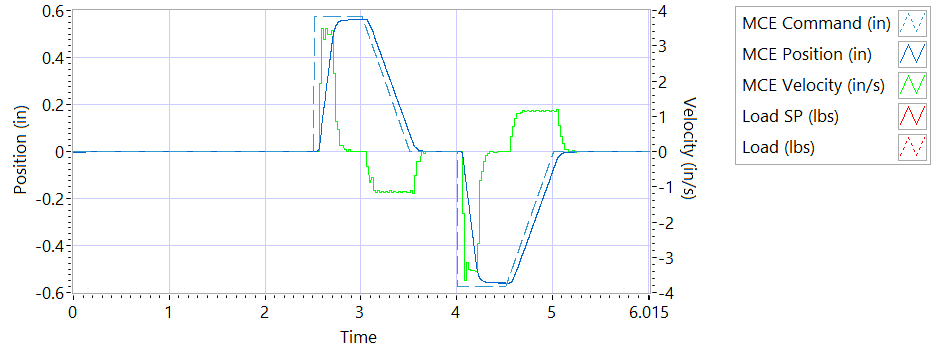 0.6
0.4
0.2
0
-0.2
-0.4
-0.6
Position (in)
4
3
2
1
0
-1
-2
-3
-4
Velocity (in/s)
0 1 2 3 4 5 6.015
Time
MCE Command (in)
MCE Position (in)
MCE Velocity (in/s)
Load SP (lbs)
Load (lbs)